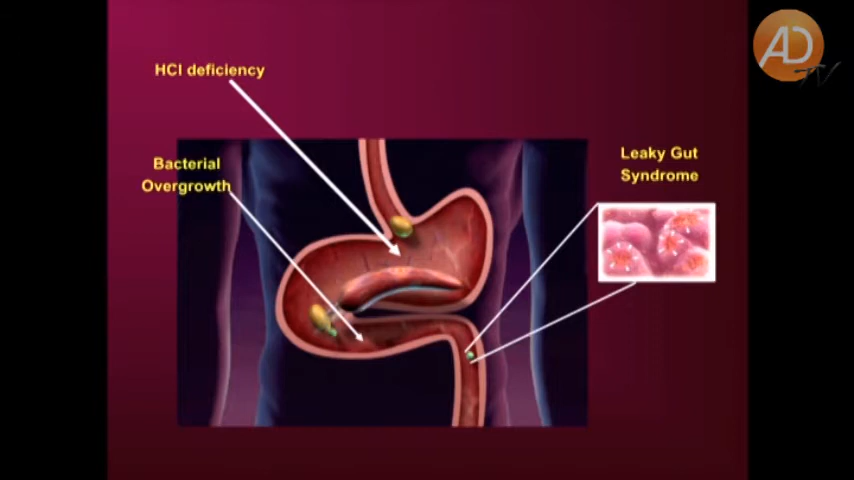 AD
TV
HCl deficiency
Bacterial
Overgrowth
Leaky Gut
Syndrome